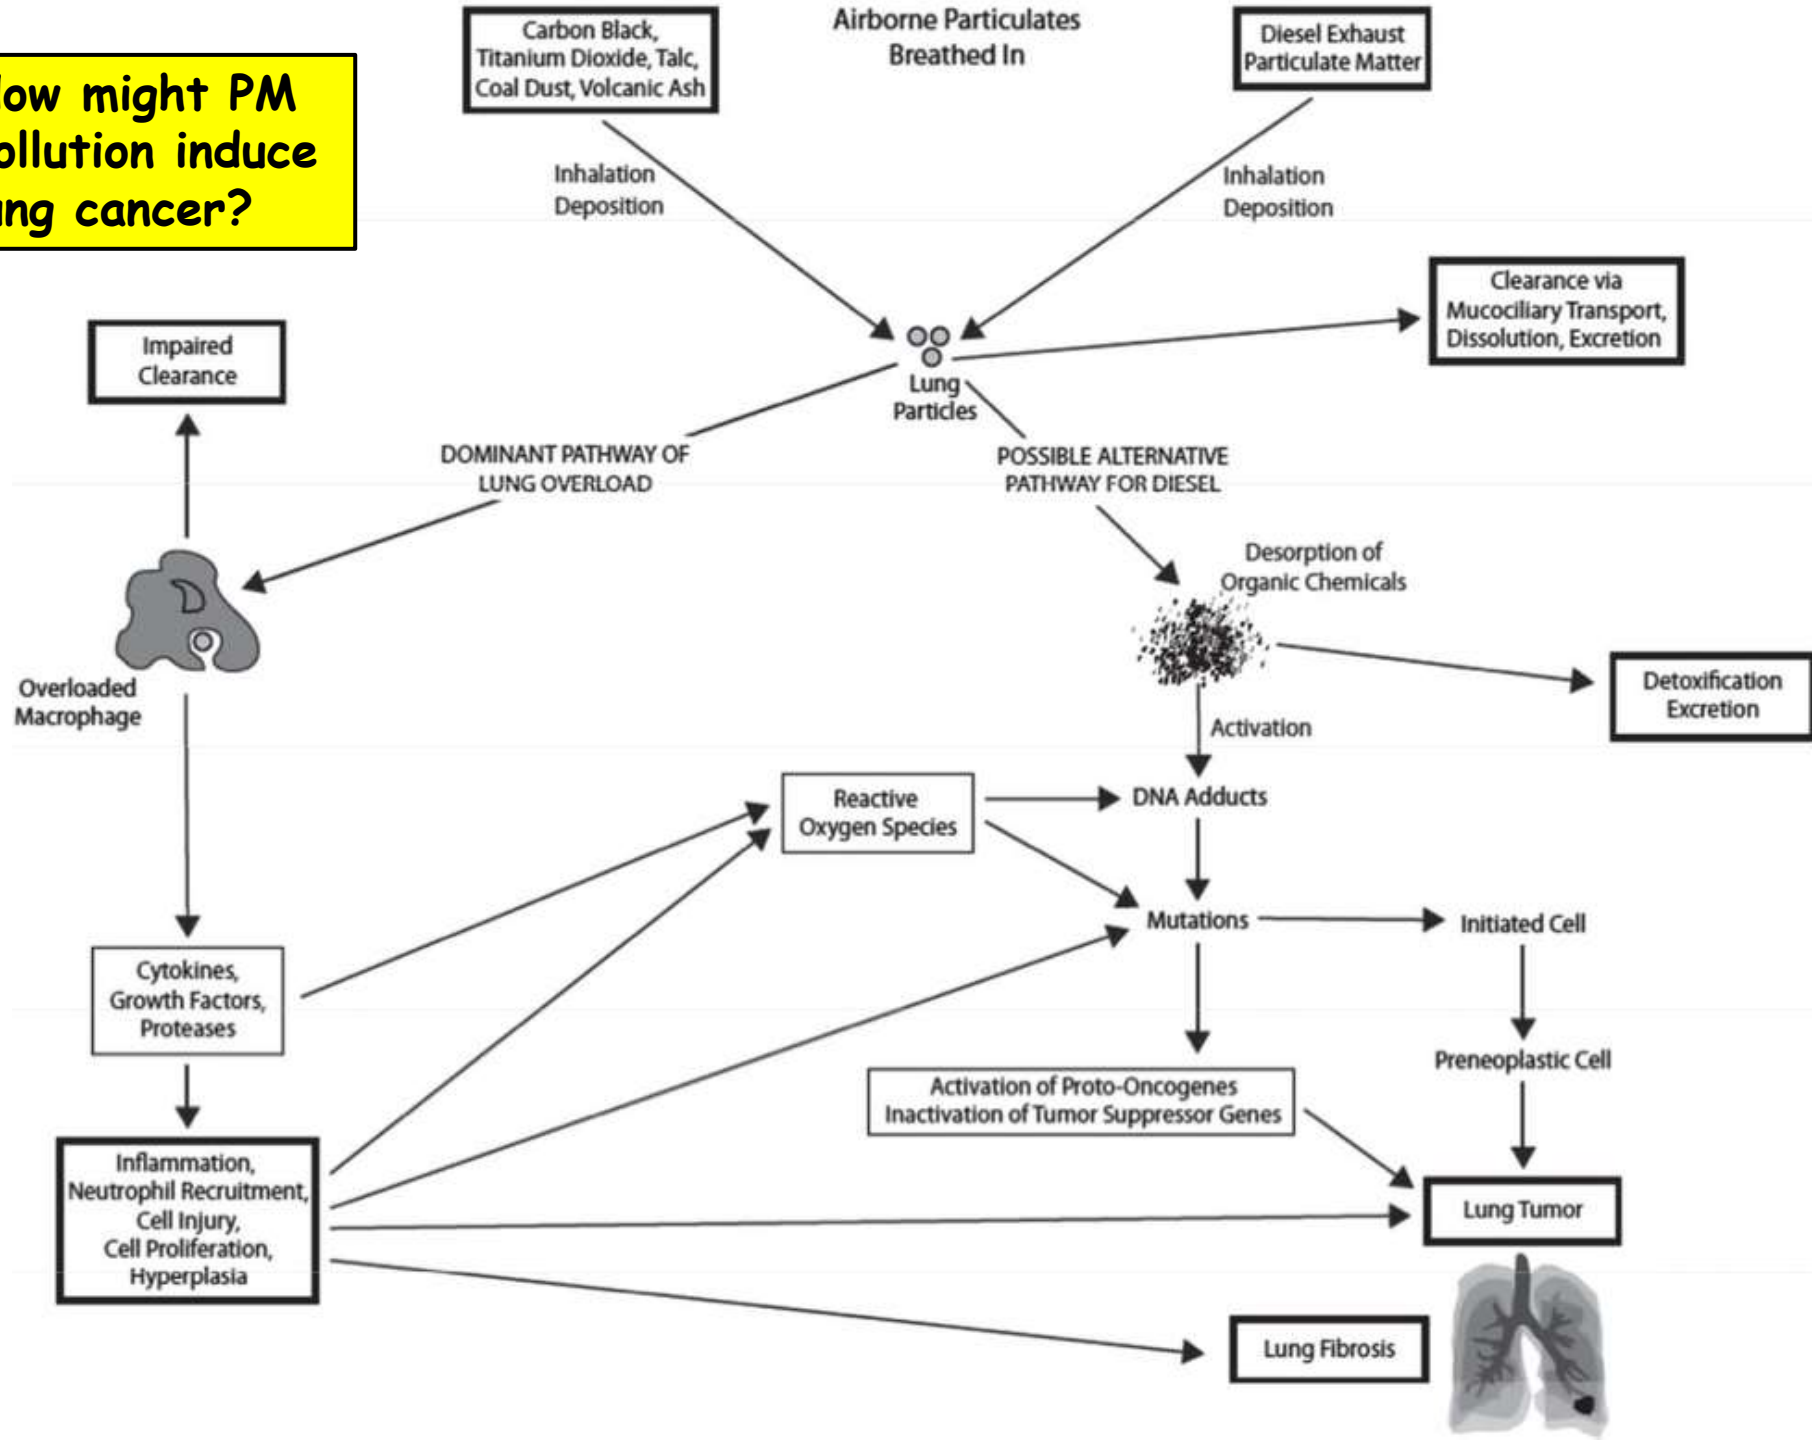 Airborne Particulates
Breathed In
Carbon Black,
Titanium Dioxide, Talc,
Coal Dust, Volcanic Ash
Diesel Exhaust
Particulate Matter
might PM
induce
cancer?
Inhalation
Deposition
Inhalation
Deposition
Clearance via
Mucociliary Transport,
Dissolution, Excretion
Impaired
Clearance
Lung
Particles
DOMINANT PATHWAY OF
LUNG OVERLOAD
POSSIBLE ALTERNATIVE
PATHWAY FOR DIESEL
Desorption of
Organic Chemicals
Overloaded
Macrophage
Detoxification
Excretion
Activation
Reactive
Oxygen Species
DNA Adducts
Mutations
Initiated Cell
Cytokines,
Growth Factors,
Proteases
Preneoplastic Cell
Activation of Proto-Oncogenes
Inactivation of Tumor Suppressor Genes
Inflammation,
Neutrophil Recruitment,
Cell Injury,
Cell Proliferation,
Hyperplasia
Lung Tumor
Lung Fibrosis